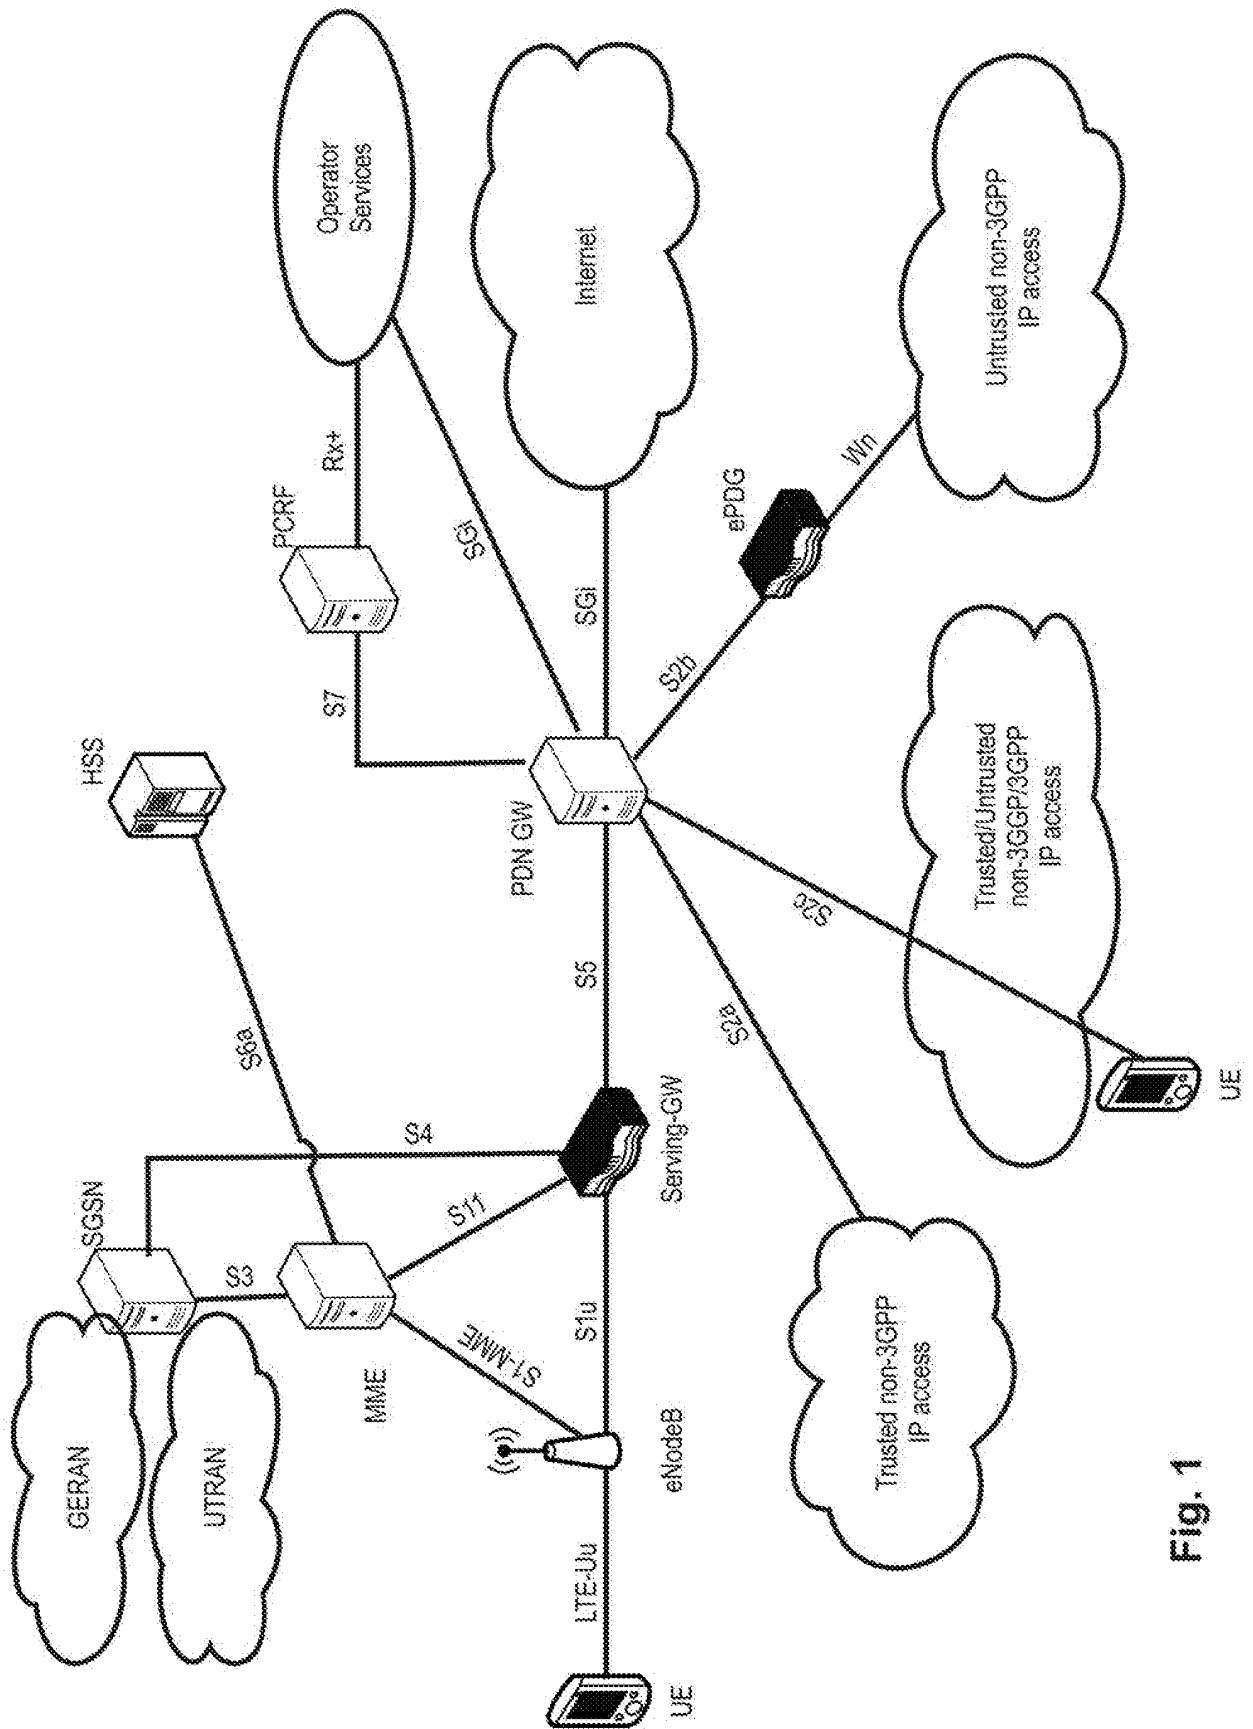 GERAN
UTRAN
SGSN
HSS
S3
S6a
MME
S4
S11
S1-MME
S7
PCRF
Rx+
Operator
Services
SGi
PDN GW
Internet
UE
LTE-Uu
eNodeB
S1u
Serving-GW
S5
SGi
S2a
S2c
S2b
ePDG
Wn
Trusted non-3GPP
IP access
Trusted/Untrusted
non-3GGP/3GPP
IP access
Untrusted non-3GPP
IP access
UE
Fig. 1